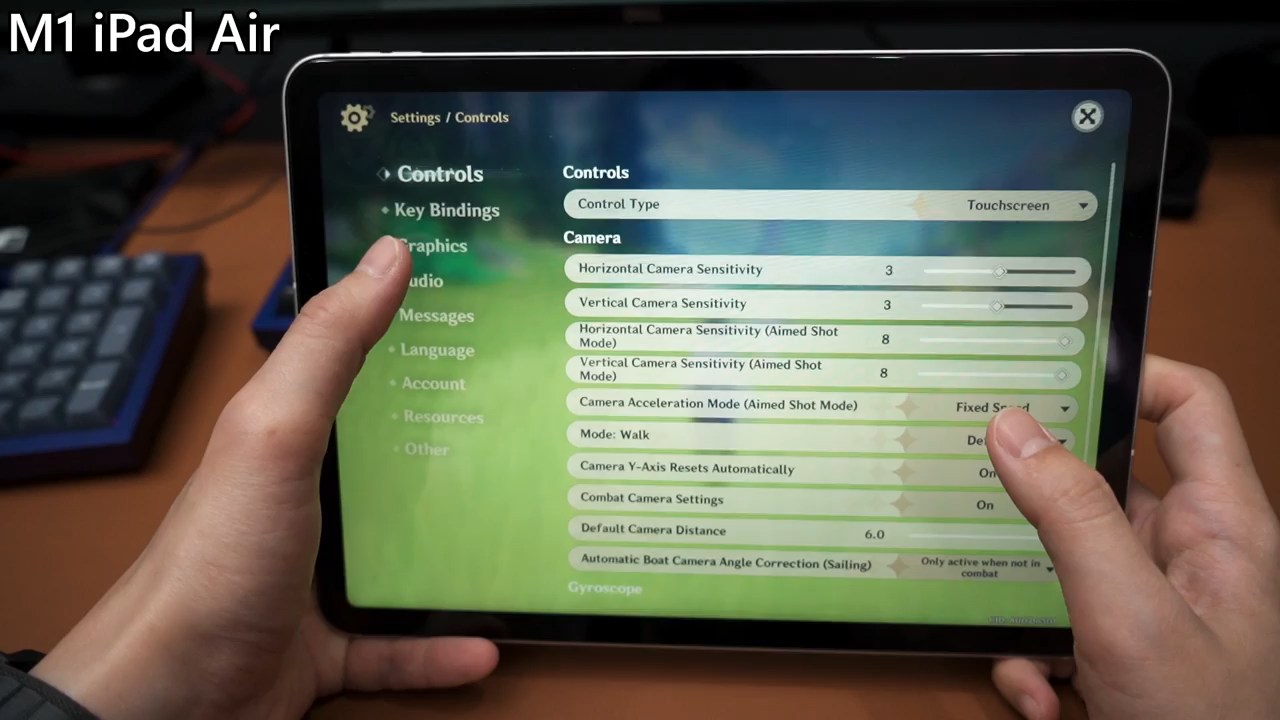 M1 iPad Air
Settings / Controls
Controls
Key Bindings
Graphics
udio
Messages
Language
Account
Resources
Other
Controls
Control Type
Touchscreen
Camera
Horizontal Camera Sensitivity
3
Vertical Camera Sensitivity
3
Horizontal Camera Sensitivity (Aimed Shot
Mode)
8
Vertical Camera Sensitivity (Aimed Shot
Mode)
8
Camera Acceleration Mode (Aimed Shot Mode)
Fixed Speed
Mode: Walk
De
Camera Y-Axis Resets Automatically
On
Combat Camera Settings
On
Default Camera Distance
6.0
Automatic Boat Camera Angle Correction (Sailing)
Only active when not in
combat
Gyroscope